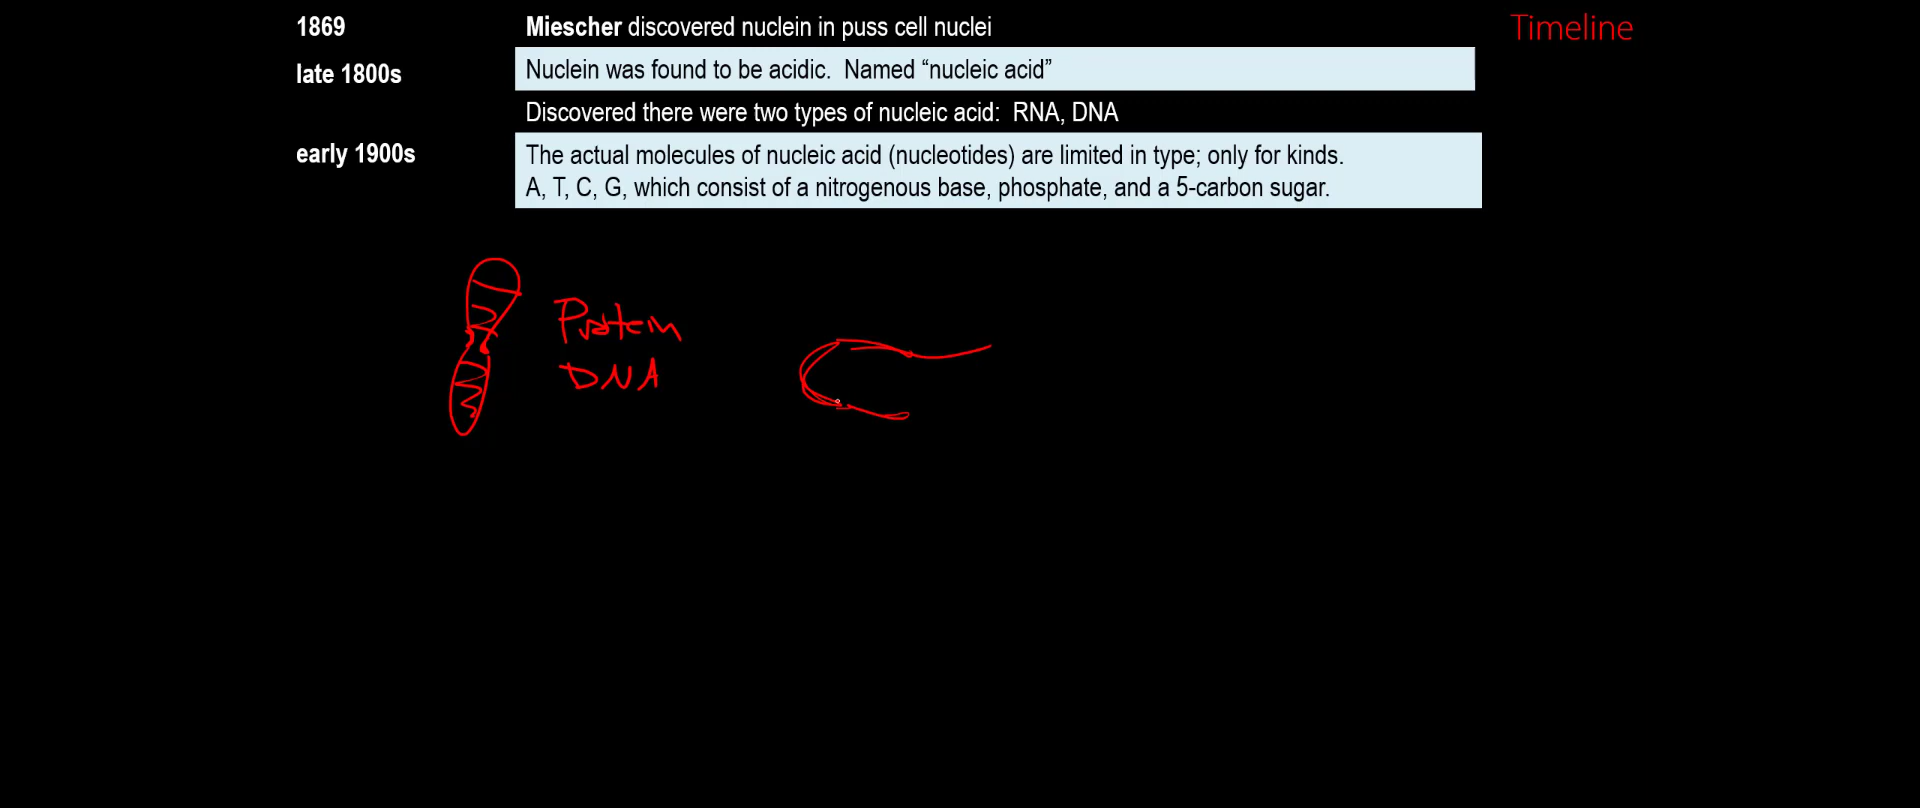 Timeline
1869 Miescher discovered nuclein in puss cell nuclei
late 1800s Nuclein was found to be acidic. Named “nucleic acid”
Discovered there were two types of nucleic acid: RNA, DNA
early 1900s The actual molecules of nucleic acid (nucleotides) are limited in type; only for kinds.
A, T, C, G, which consist of a nitrogenous base, phosphate, and a 5-carbon sugar.
Protein
DNA